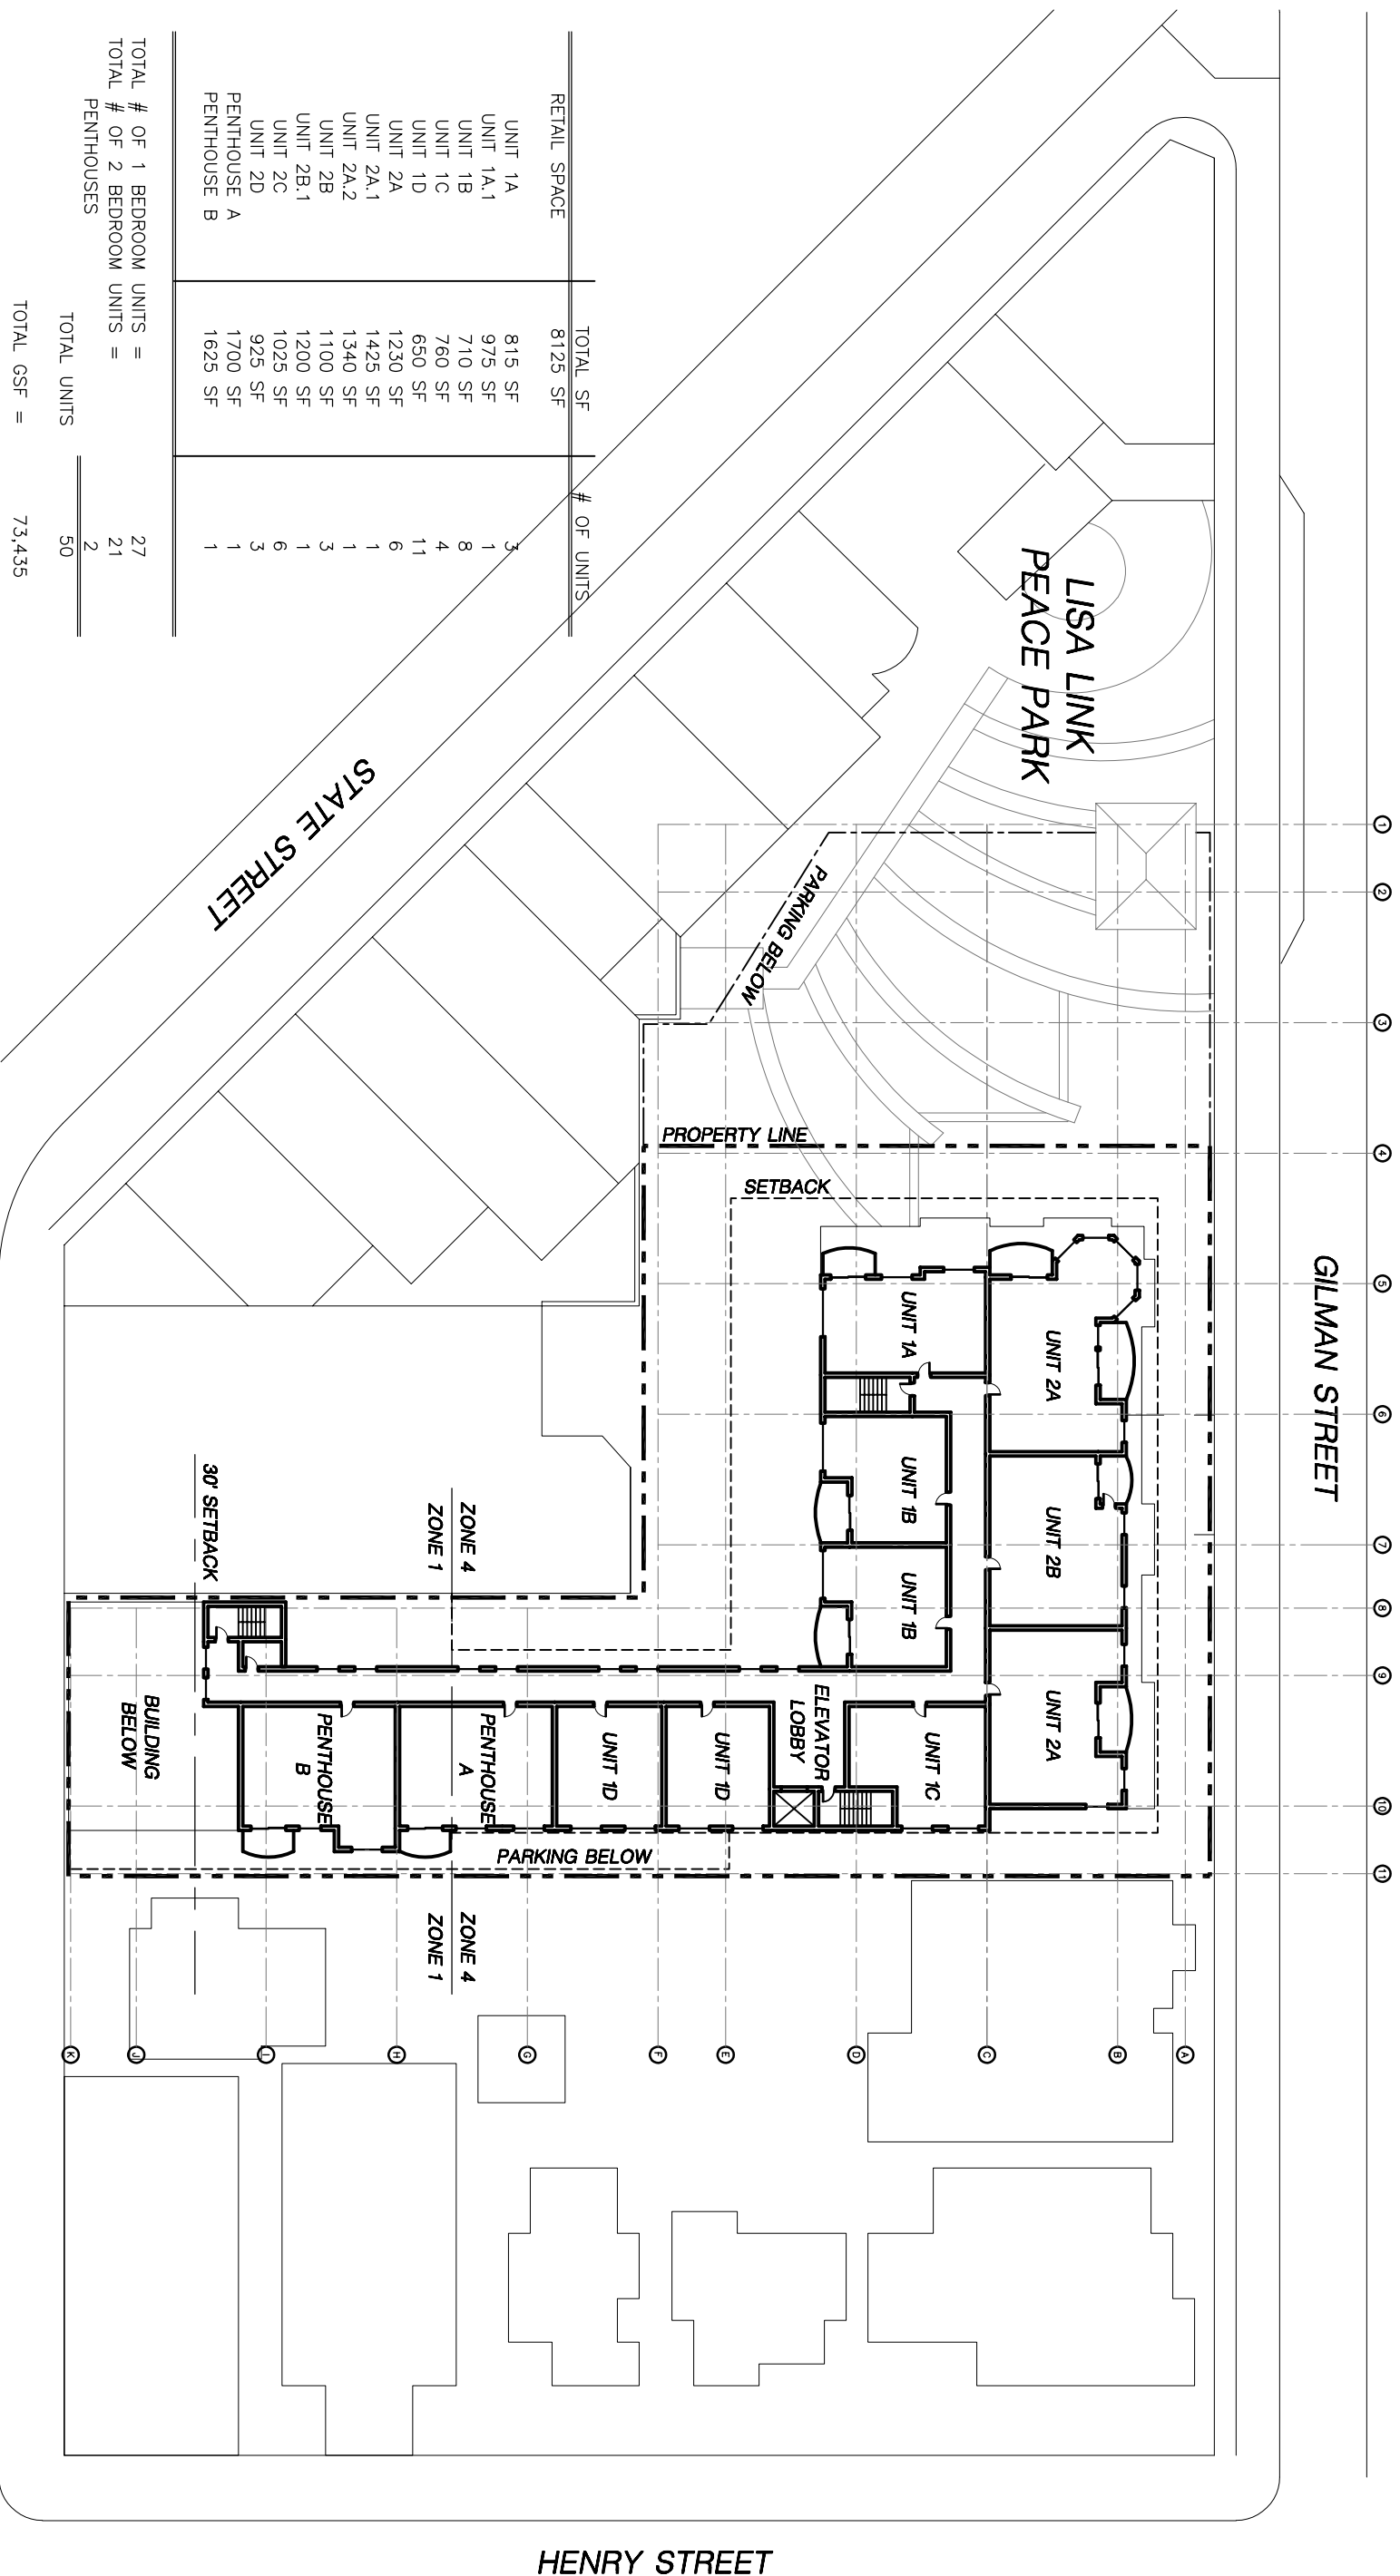 TOTAL SF # OF UNITS
RETAIL SPACE 8125 SF
UNIT 1A 815 SF 3
UNIT 1A.1 975 SF 1
UNIT 1B 710 SF 8
UNIT 1C 760 SF 4
UNIT 1D 650 SF 11
UNIT 2A 1230 SF 6
UNIT 2A.1 1425 SF 1
UNIT 2A.2 1340 SF 1
UNIT 2B 1100 SF 3
UNIT 2B.1 1200 SF 1
UNIT 2C 1025 SF 6
UNIT 2D 925 SF 3
PENTHOUSE A 1700 SF 1
PENTHOUSE B 1625 SF 1
TOTAL # OF 1 BEDROOM UNITS = 27
TOTAL # OF 2 BEDROOM UNITS = 21
PENTHOUSES 2
TOTAL UNITS 50
TOTAL GSF = 73,435
LISA LINK
PEACE PARK
STATE STREET
GILMAN STREET
HENRY STREET
1
2
3
4
5
6
7
8
9
10
11
PARKING BELOW
PROPERTY LINE
SETBACK
UNIT 1A
UNIT 2A
UNIT 1B
UNIT 2B
UNIT 1B
UNIT 2A
ELEVATOR
LOBBY
UNIT 1C
UNIT 1D
UNIT 1D
PENTHOUSE
A
PENTHOUSE
B
BUILDING
BELOW
30' SETBACK
ZONE 4
ZONE 1
PARKING BELOW
ZONE 4
ZONE 1
A
B
C
D
E
F
G
H
I
J
K